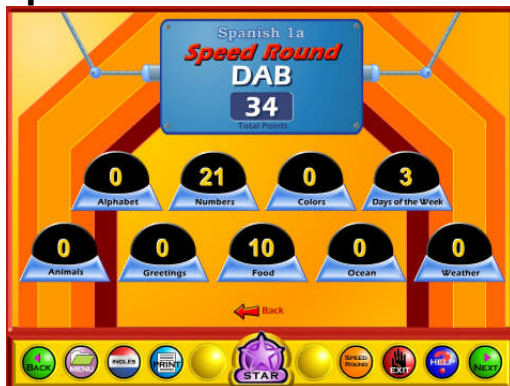 Spanish 1a
Speed Round
DAB
34
Total Points
0 21 0 3
Alphabet Numbers Colors Days of the Week
0 0 10 0 0
Animals Greetings Food Ocean Weather
Back
BACK MENU INGLÉS PRINT STAR SPEED ROUND EXIT HELP NEXT